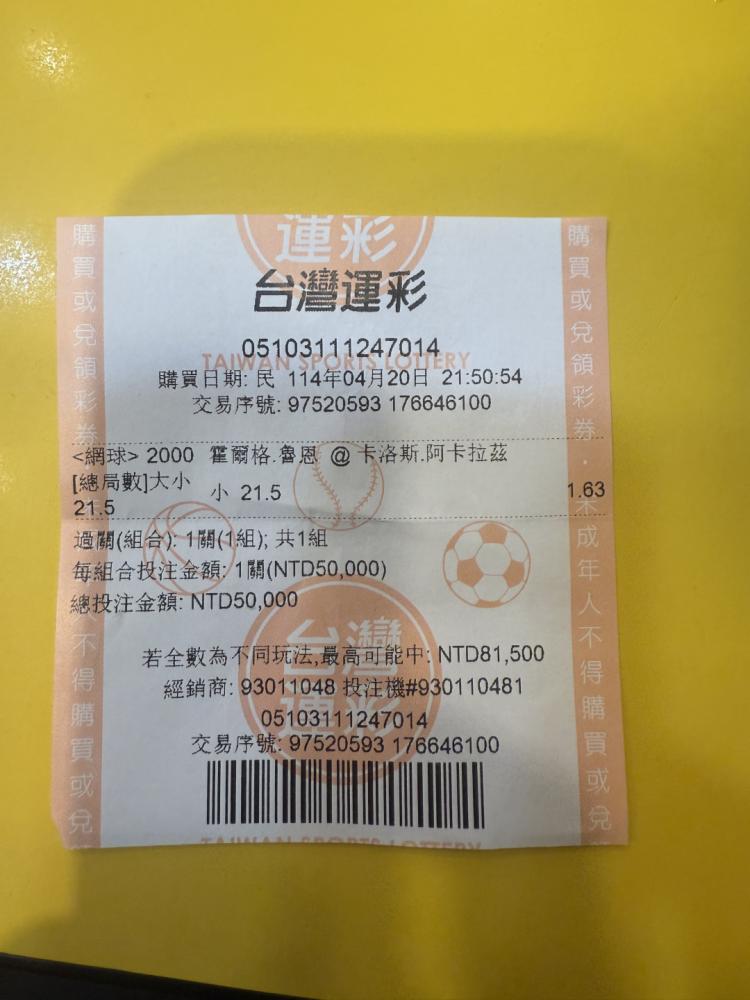 運彩
台灣運彩
05103111247014
TAIWAN SPORTS LOTTERY
購買日期: 民 114年04月20日 21:50:54
交易序號: 97520593 176646100
<網球> 2000 霍爾格.魯恩 @ 卡洛斯.阿卡拉茲
[總局數]大小 小 21.5 1.63
21.5
過關(組合): 1關(1組); 共1組
每組合投注金額: 1關(NTD50,000)
總投注金額: NTD50,000
台灣
運彩
若全數為不同玩法,最高可能中: NTD81,500
經銷商: 93011048 投注機#930110481
05103111247014
交易序號: 97520593 176646100
TAIWAN SPORTS LOTTERY
購買或兌領彩券
不得購買或兌
購買或兌領彩券.未成年人不得購買或兌